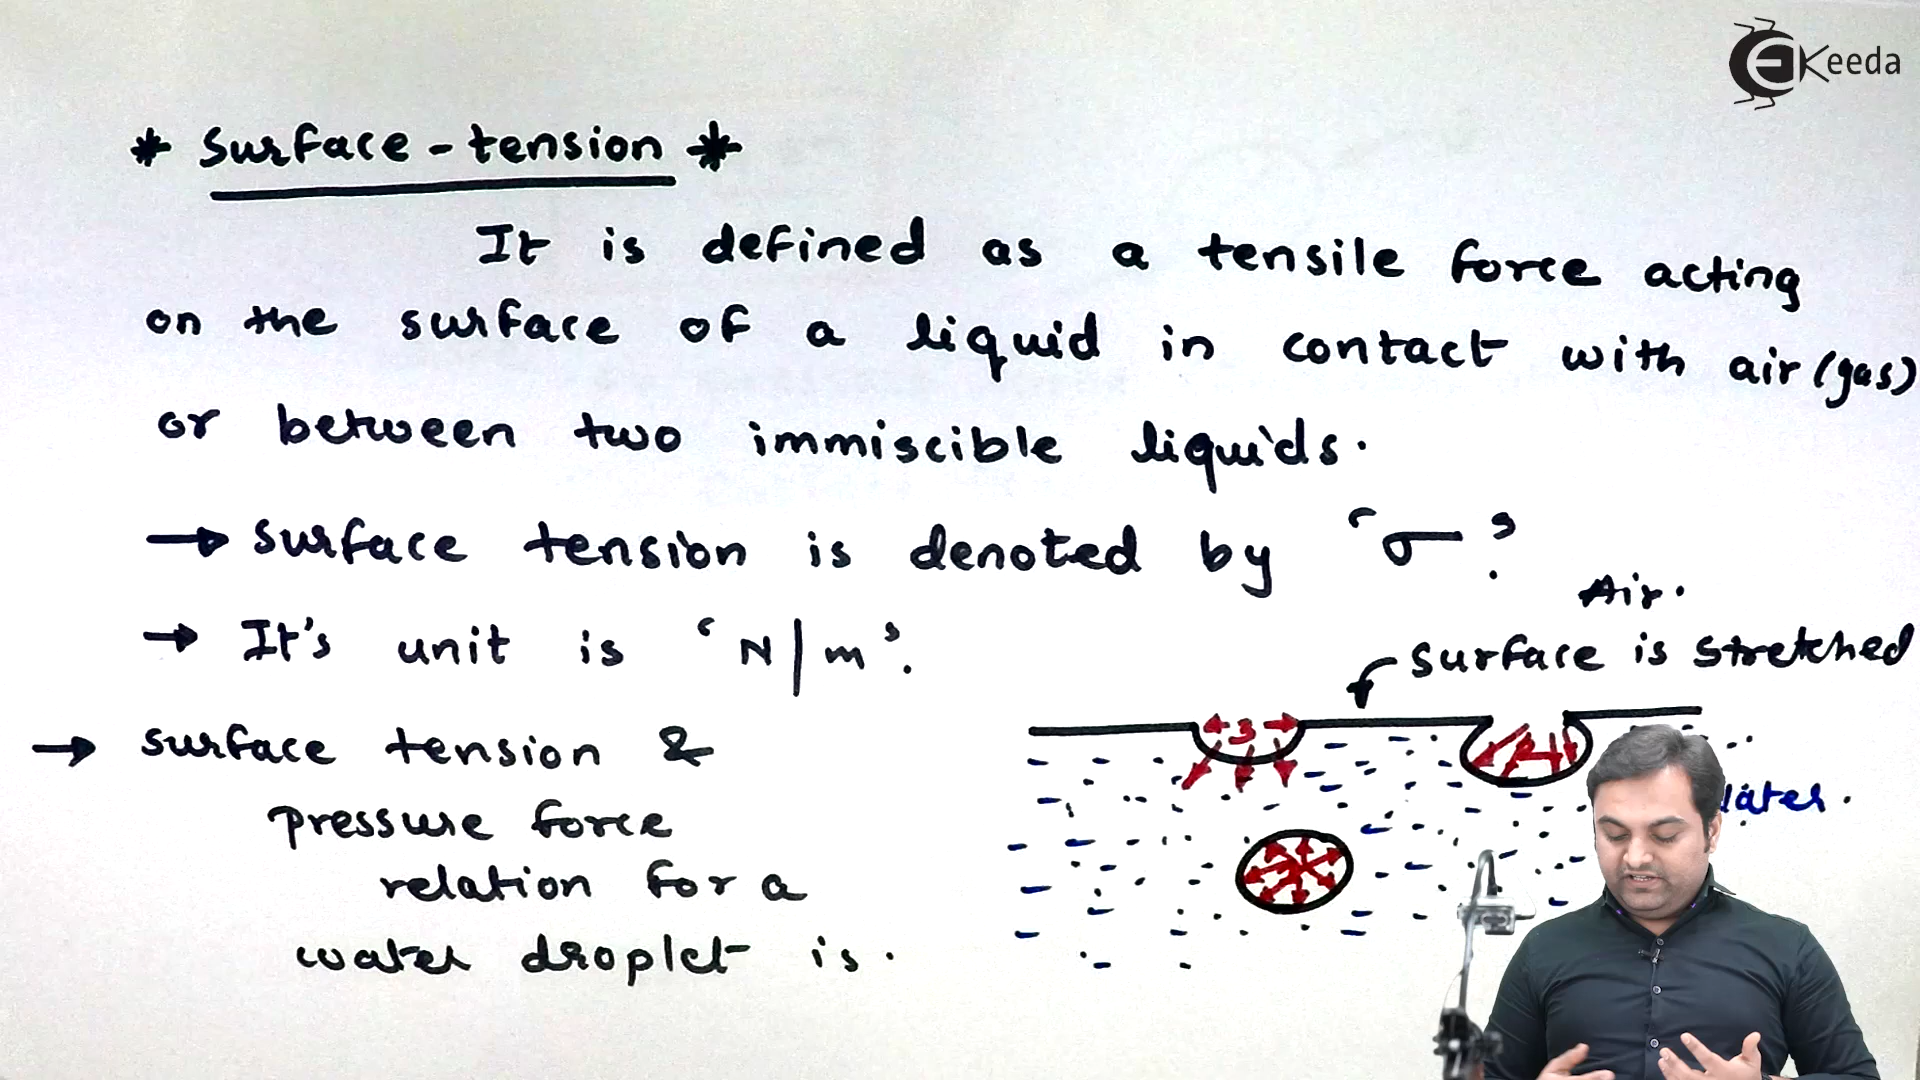 EKeeda
* Surface-tension *
It is defined as a tensile force acting
on the surface of a liquid in contact with air (gas)
or between two immiscible liquids.
→ surface tension is denoted by ‘σ’.
→ It's unit is ‘N/m’.
Air.
surface is stretched
→ surface tension &
pressure force
relation for a
water droplet is.
3